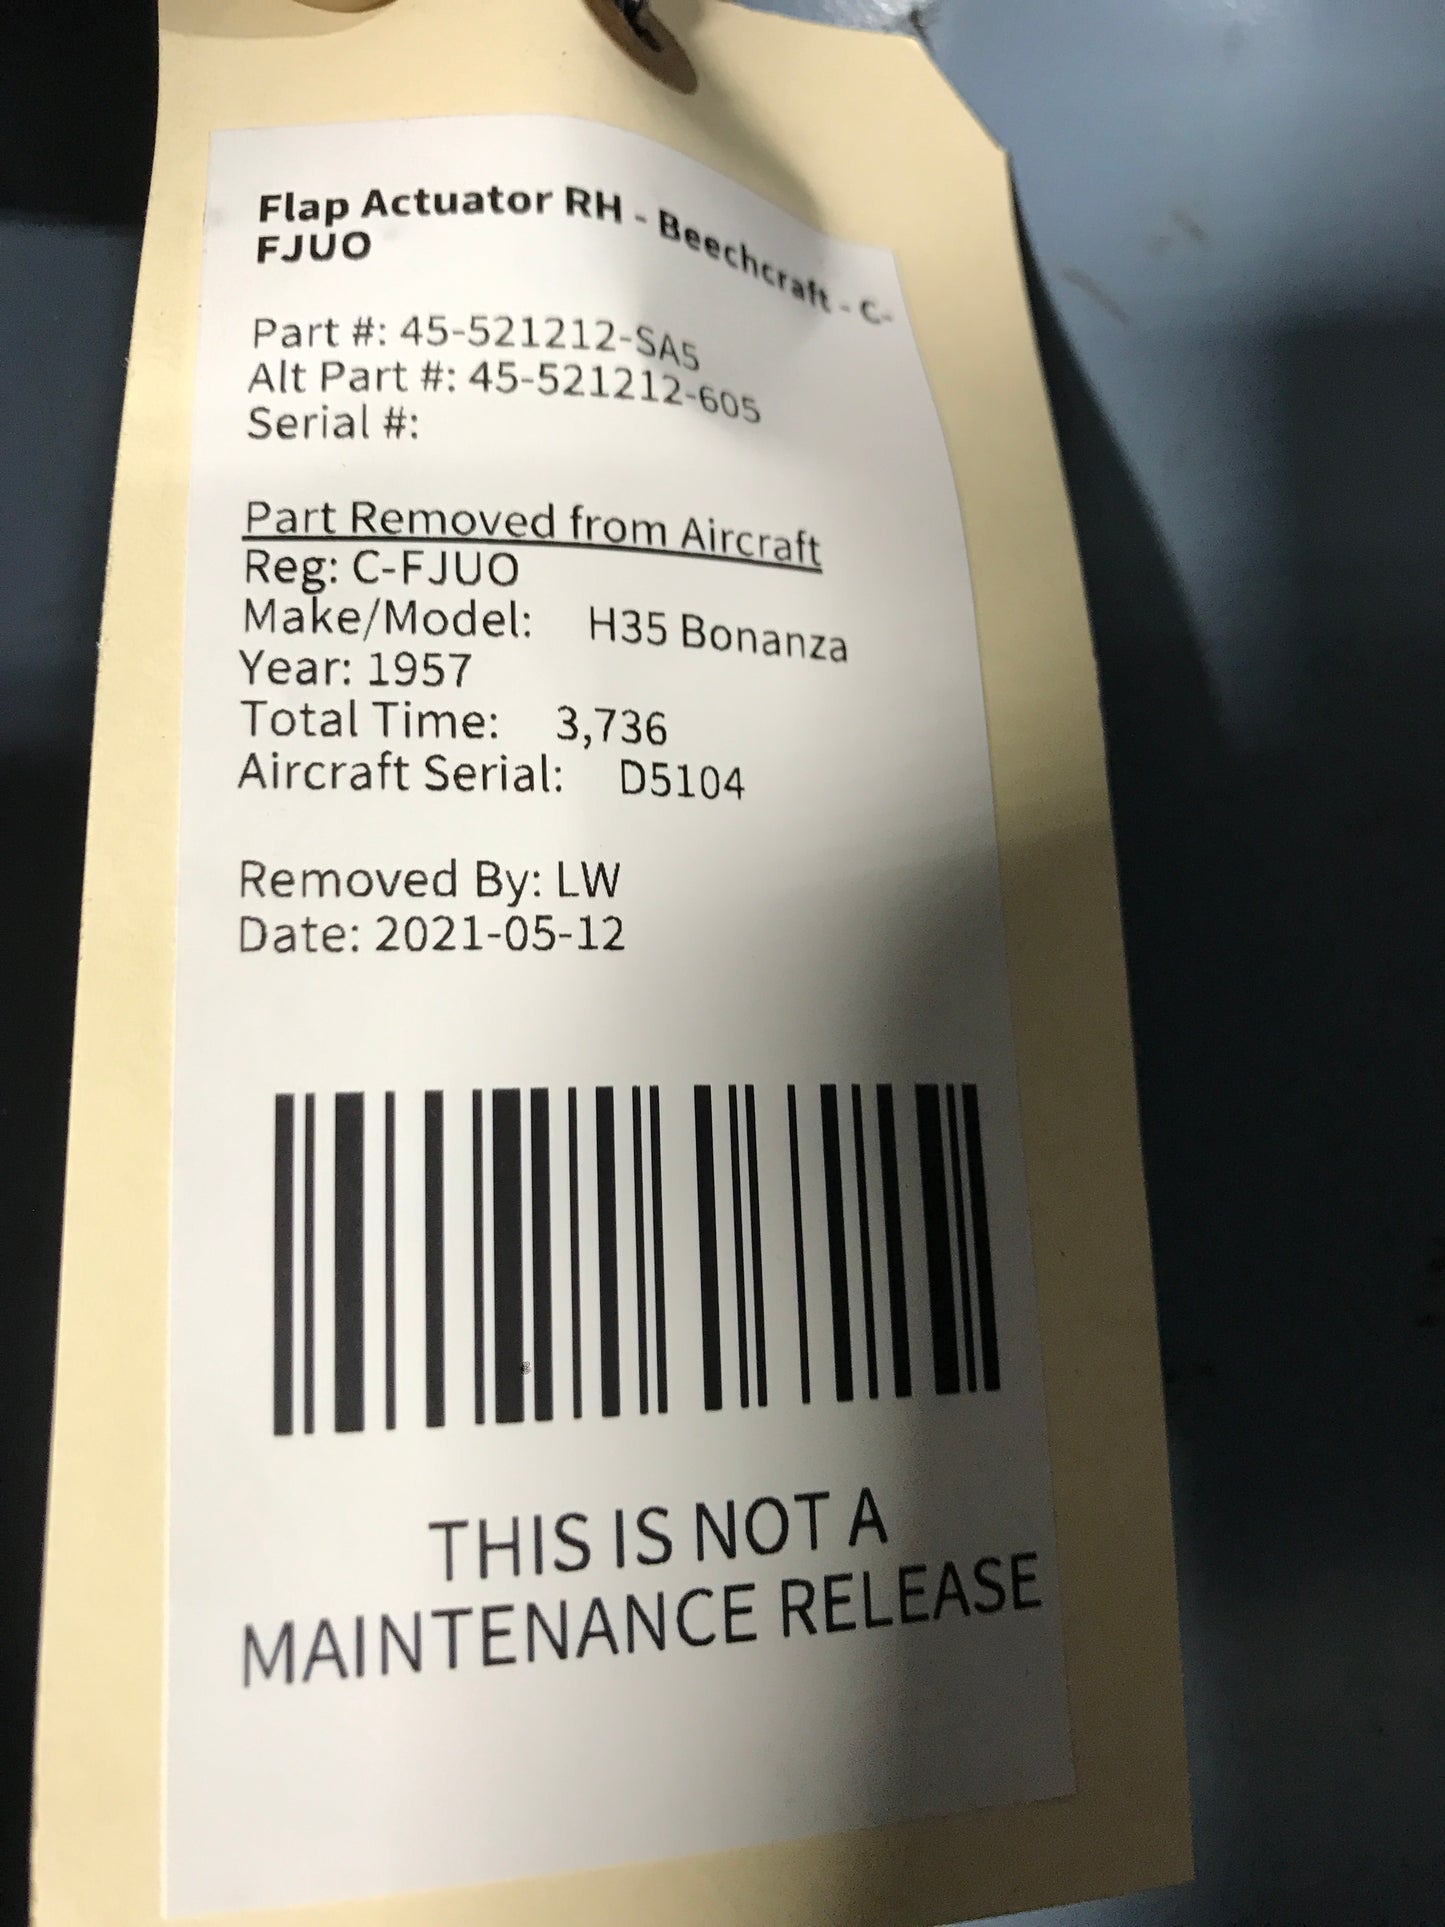 Flap Actuator RH - Beechcraft - C-
FJUO
Part #: 45-521212-SA5
Alt Part #: 45-521212-605
Serial #:
Part Removed from Aircraft
Reg: C-FJUO
Make/Model: H35 Bonanza
Year: 1957
Total Time: 3,736
Aircraft Serial: D5104
Removed By: LW
Date: 2021-05-12
THIS IS NOT A
MAINTENANCE RELEASE